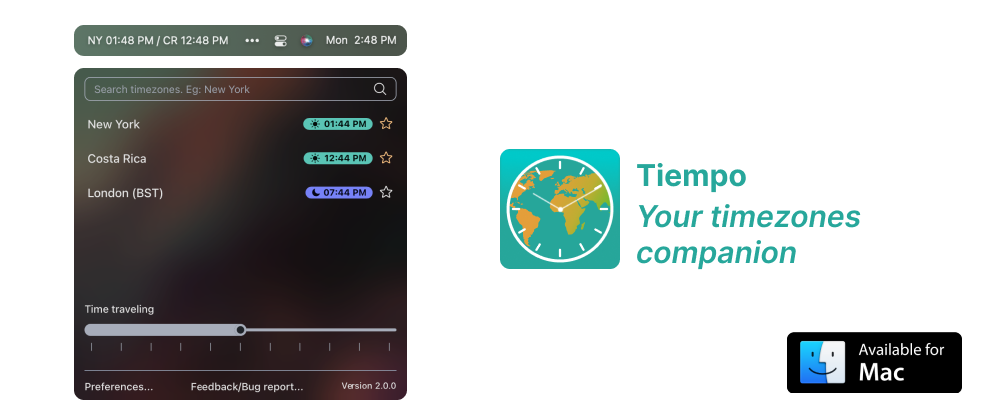 NY 01:48 PM / CR 12:48 PM Mon 2:48 PM
Search timezones. Eg: New York
New York 01:44 PM
Costa Rica 12:44 PM
London (BST) 07:44 PM
Time traveling
Preferences... Feedback/Bug report... Version 2.0.0
Tiempo
Your timezones
companion
Available for
Mac